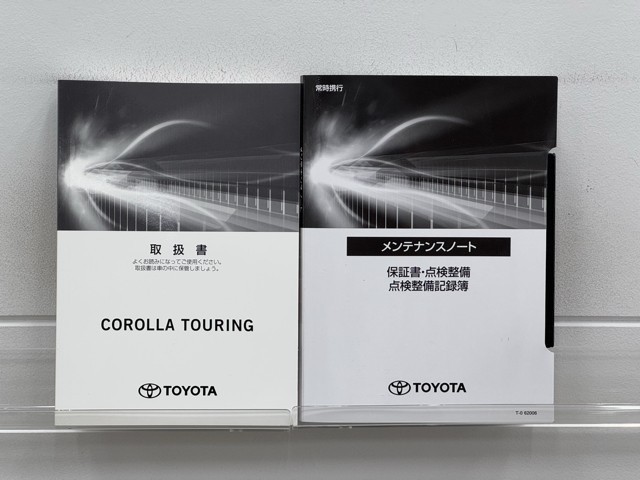 取扱書
よくお読みになってご使用ください。
取扱書は車の中に保管しましょう。
COROLLA TOURING
TOYOTA
常時携行
メンテナンスノート
保証書・点検整備
点検整備記録簿
TOYOTA
T-0 62008